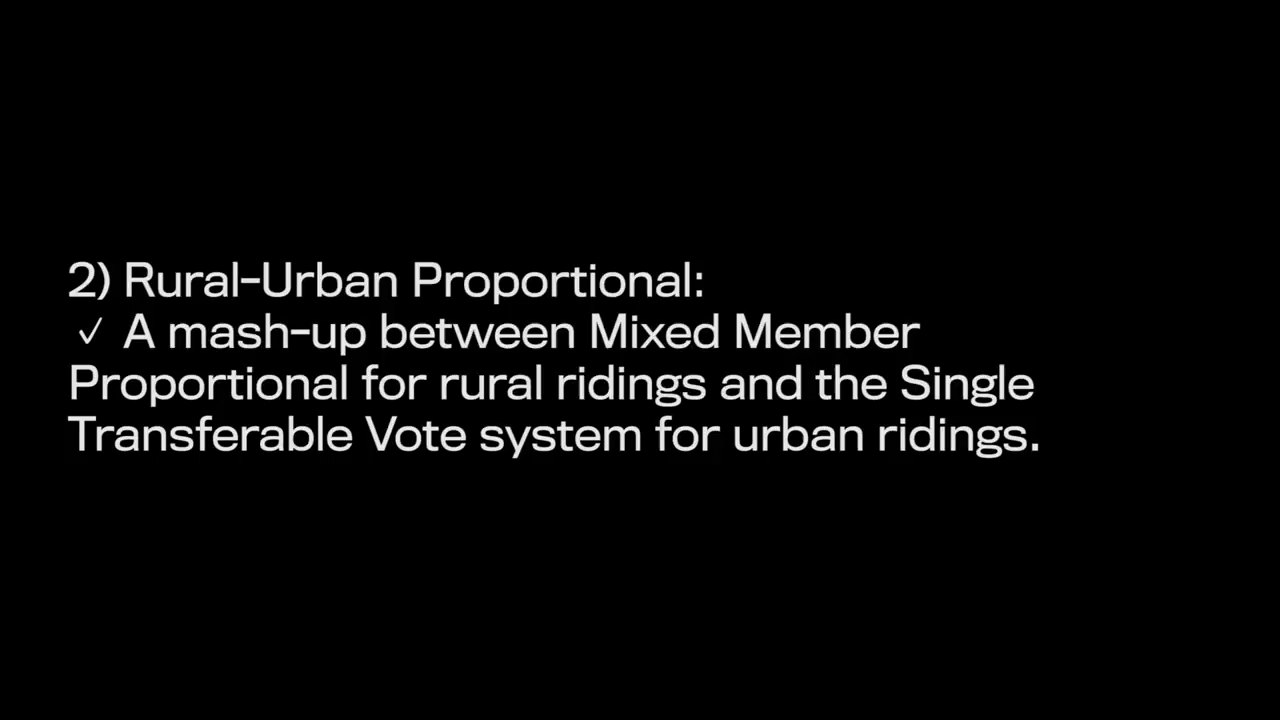 2) Rural-Urban Proportional:
✓ A mash-up between Mixed Member
Proportional for rural ridings and the Single
Transferable Vote system for urban ridings.